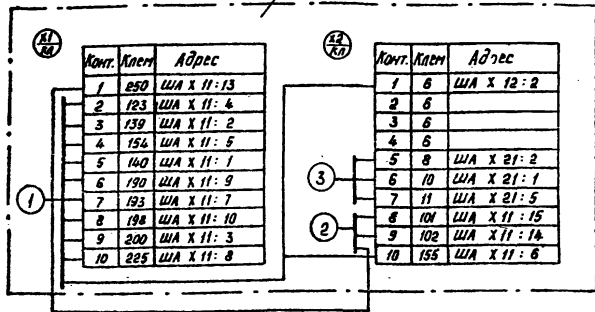 X1/КЛ
Конт. Клем Адрес
1 250 ША X 11:13
2 123 ША X 11:4
3 139 ША X 11:2
4 154 ША X 11:5
5 140 ША X 11:1
6 190 ША X 11:9
7 193 ША X 11:7
8 198 ША X 11:10
9 200 ША X 11:3
10 225 ША X 11:8
1
X2/КЛ
Конт. Клем Адрес
1 6 ША X 12:2
2 6
3 6
4 6
5 8 ША X 21:2
6 10 ША X 21:1
7 11 ША X 21:5
8 101 ША X 11:15
9 102 ША X 11:14
10 155 ША X 11:6
3
2